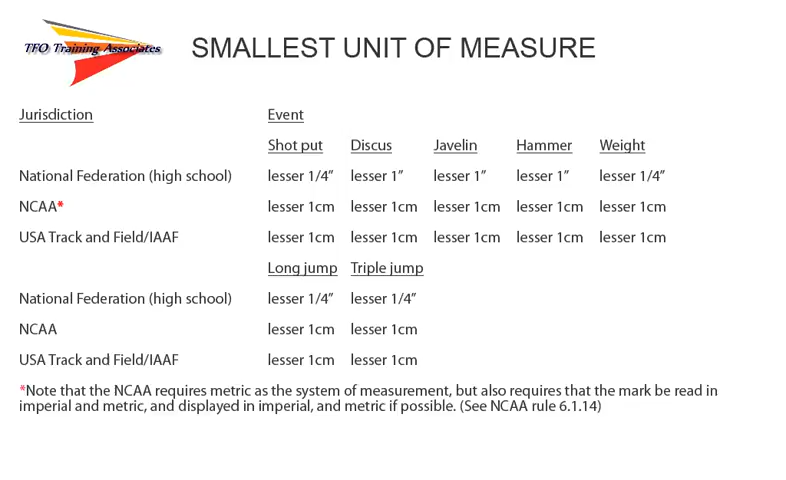 TFO Training Associates
SMALLEST UNIT OF MEASURE
Jurisdiction Event
Shot put Discus Javelin Hammer Weight
National Federation (high school) lesser 1/4” lesser 1” lesser 1” lesser 1” lesser 1/4”
NCAA* lesser 1cm lesser 1cm lesser 1cm lesser 1cm lesser 1cm
USA Track and Field/IAAF lesser 1cm lesser 1cm lesser 1cm lesser 1cm lesser 1cm
Long jump Triple jump
National Federation (high school) lesser 1/4” lesser 1/4”
NCAA lesser 1cm lesser 1cm
USA Track and Field/IAAF lesser 1cm lesser 1cm
*Note that the NCAA requires metric as the system of measurement, but also requires that the mark be read in
imperial and metric, and displayed in imperial, and metric if possible. (See NCAA rule 6.1.14)